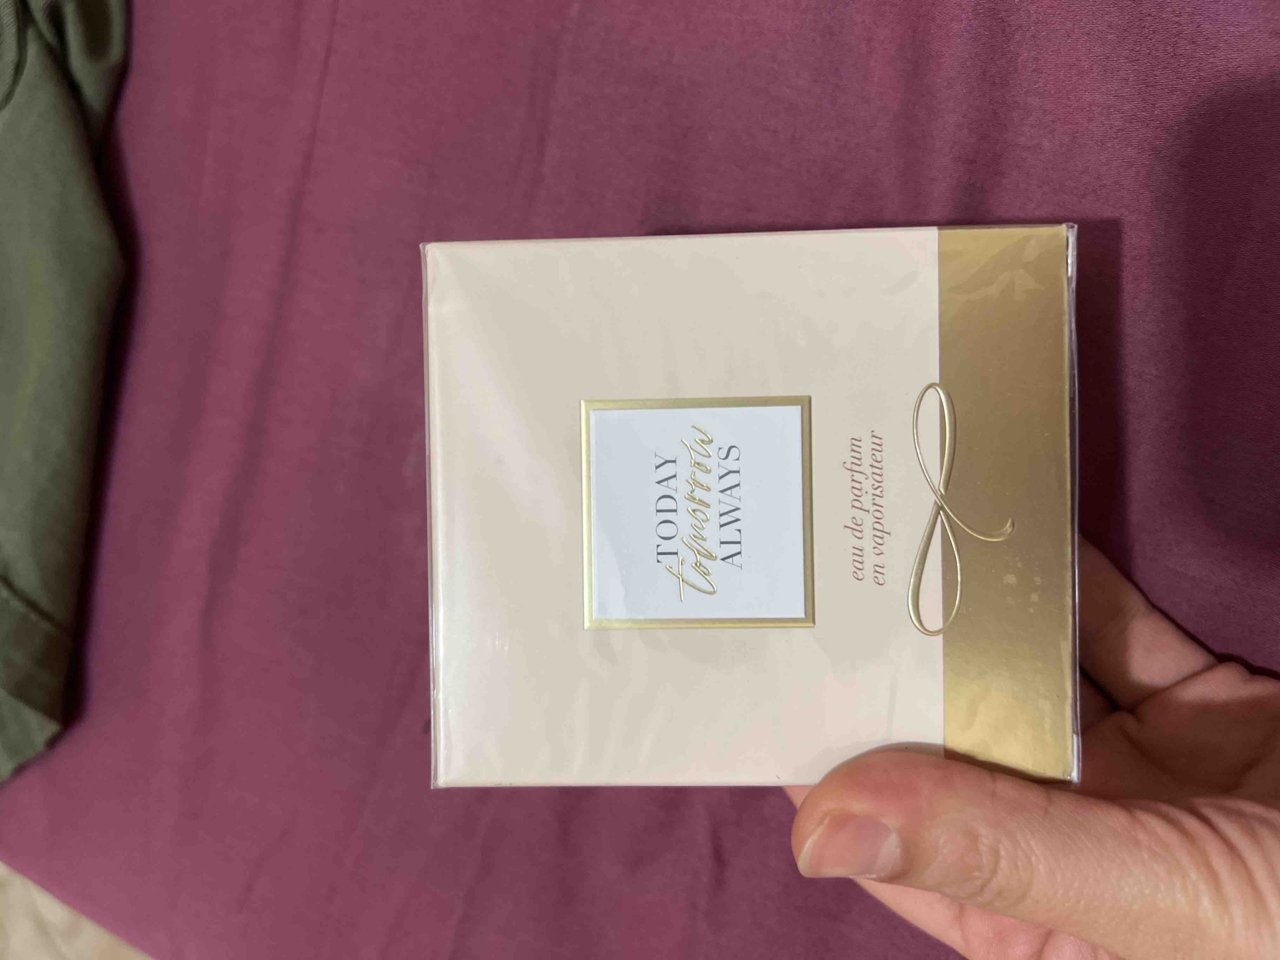 TODAY
tomorrow
ALWAYS
eau de parfum
en vaporisateur